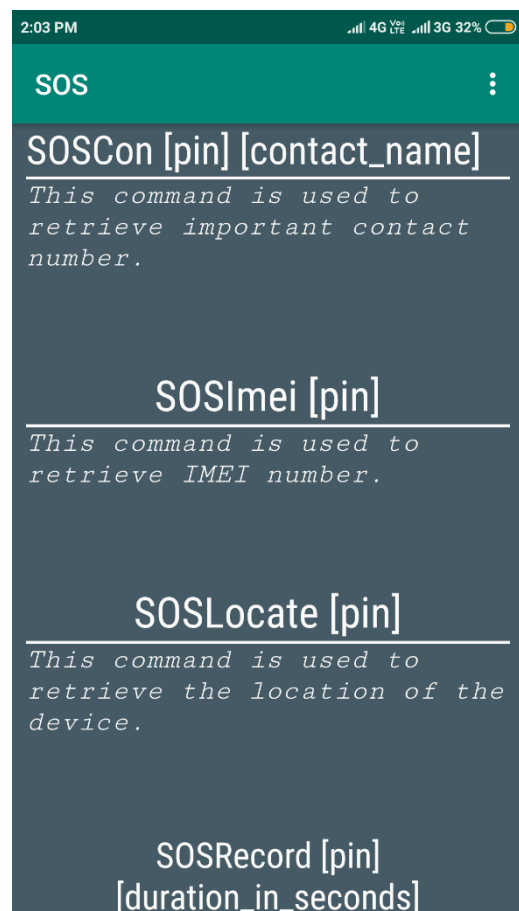 2:03 PM 4G VoLTE 3G 32%
SOS
SOSCon [pin] [contact_name]
This command is used to
retrieve important contact
number.
SOSImei [pin]
This command is used to
retrieve IMEI number.
SOSLocate [pin]
This command is used to
retrieve the location of the
device.
SOSRecord [pin]
[duration_in_seconds]